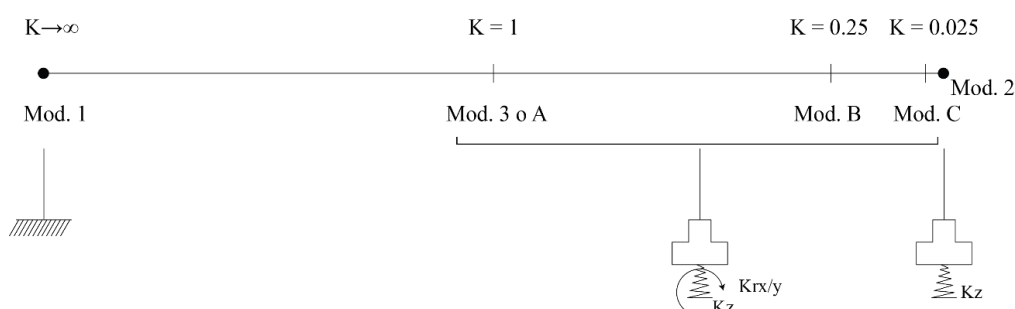 K→∞ K = 1 K = 0.25 K = 0.025
Mod. 2
Mod. 1 Mod. 3 o A Mod. B Mod. C
Krx/y
Kz Kz